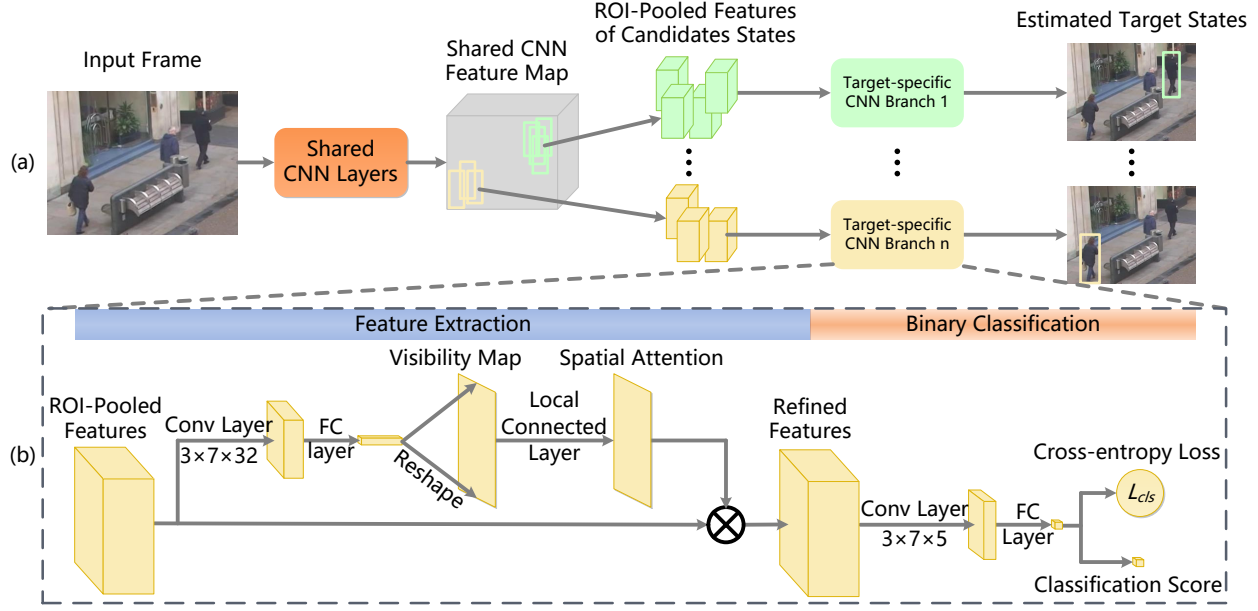 (a)
Input Frame
Shared
CNN Layers
Shared CNN
Feature Map
ROI-Pooled Features
of Candidates States
Target-specific
CNN Branch 1
Target-specific
CNN Branch n
Estimated Target States
(b)
Feature Extraction
Binary Classification
ROI-Pooled
Features
Conv Layer
3×7×32
FC
layer
Reshape
Visibility Map
Local
Connected
Layer
Spatial Attention
Refined
Features
Conv Layer
3×7×5
FC
Layer
Cross-entropy Loss
Lcls
Classification Score